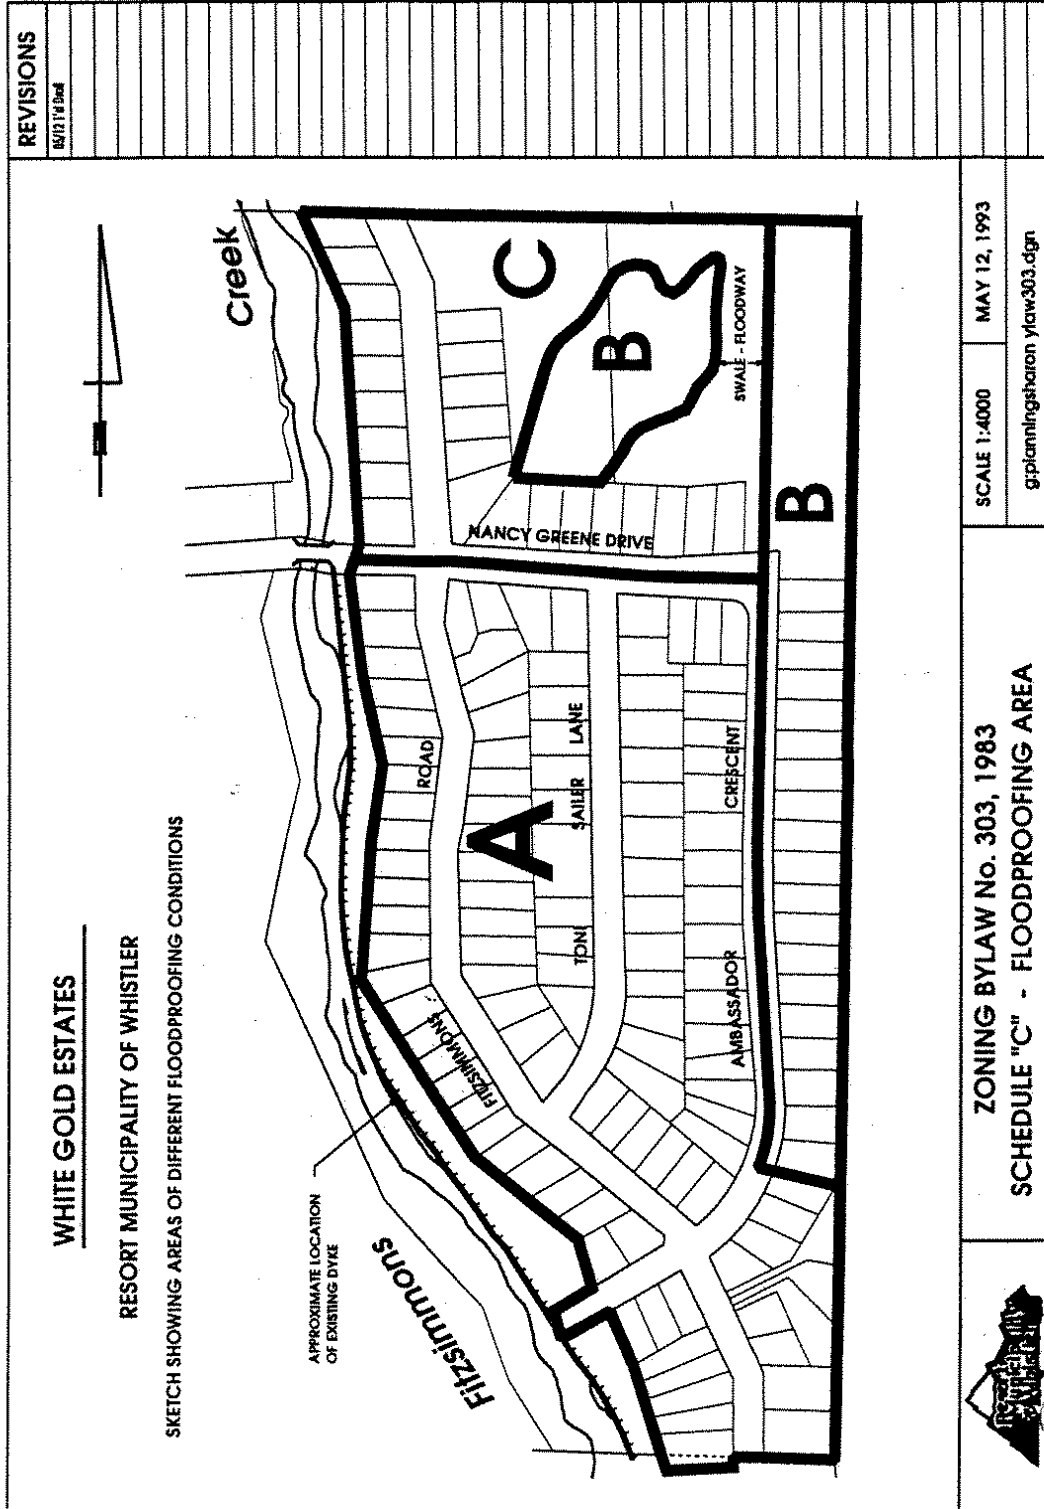 WHITE GOLD ESTATES
RESORT MUNICIPALITY OF WHISTLER
SKETCH SHOWING AREAS OF DIFFERENT FLOODPROOFING CONDITIONS
APPROXIMATE LOCATION
OF EXISTING DYKE
Fitzsimmons
Creek
FITZSIMMONS
ROAD
A
TONI SAILER LANE
AMBASSADOR CRESCENT
NANCY GREENE DRIVE
C
B
SWALE - FLOODWAY
B
REVISIONS
ZONING BYLAW No. 303, 1983
SCHEDULE "C" - FLOODPROOFING AREA
SCALE 1:4000
MAY 12, 1993
g:planningsharon ylaw303.dgn